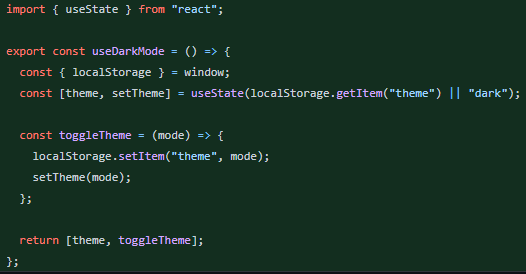 import { useState } from "react";
export const useDarkMode = () => {
const { localStorage } = window;
const [theme, setTheme] = useState(localStorage.getItem("theme") || "dark");
const toggleTheme = (mode) => {
localStorage.setItem("theme", mode);
setTheme(mode);
};
return [theme, toggleTheme];
};